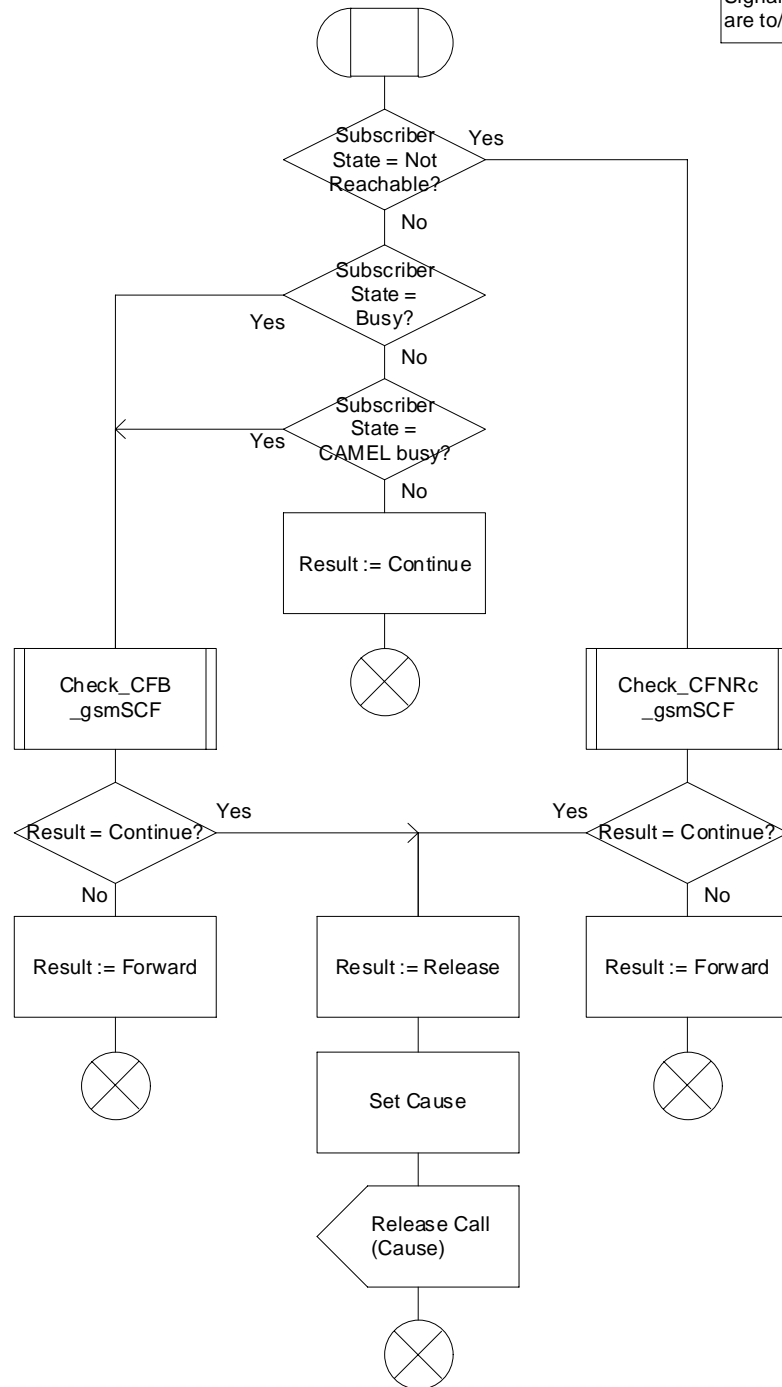 are to/
Subscriber
State = Not
Reachable?
Yes
No
Subscriber
State =
Busy?
Yes
No
Subscriber
State =
CAMEL busy?
Yes
No
Result := Continue
Check_CFB
_gsmSCF
Check_CFNRc
_gsmSCF
Result = Continue?
Yes
Yes
Result = Continue?
No
No
Result := Forward
Result := Release
Result := Forward
Set Cause
Release Call
(Cause)